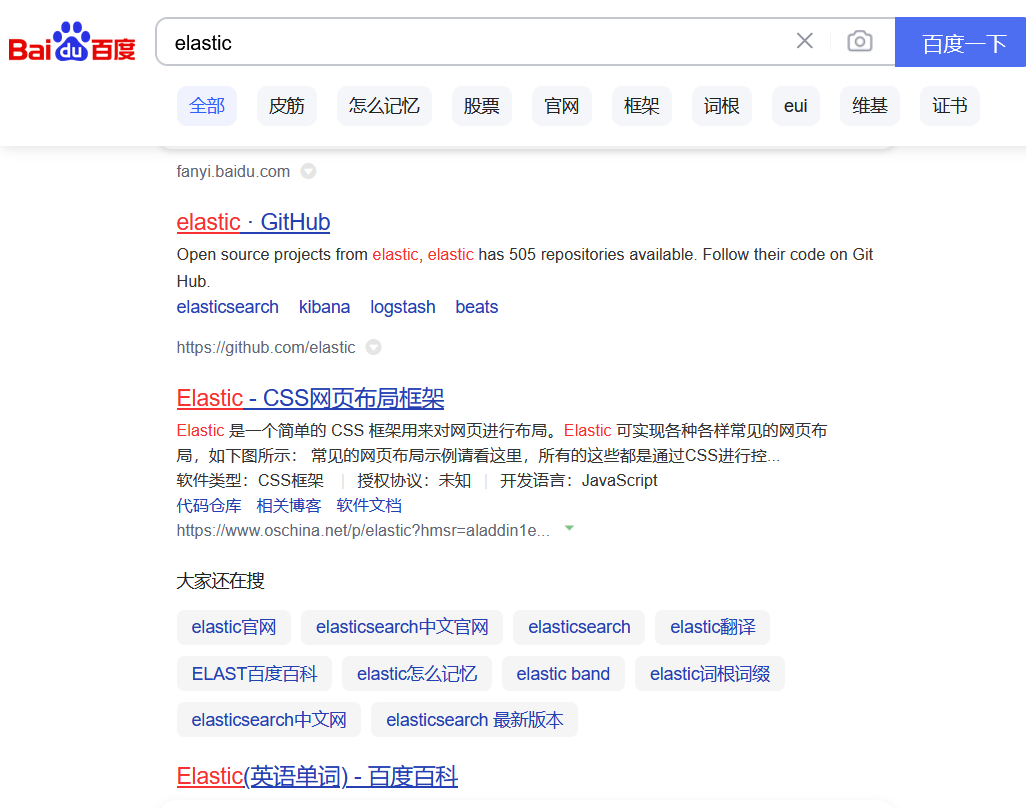 Bai du 百度
elastic
百度一下
全部 皮筋 怎么记忆 股票 官网 框架 词根 eui 维基 证书
fanyi.baidu.com
elastic · GitHub
Open source projects from elastic, elastic has 505 repositories available. Follow their code on Git
Hub.
elasticsearch kibana logstash beats
https://github.com/elastic
Elastic - CSS网页布局框架
Elastic 是一个简单的 CSS 框架用来对网页进行布局。Elastic 可实现各种各样常见的网页布
局，如下图所示： 常见的网页布局示例请看这里，所有的这些都是通过CSS进行控...
软件类型：CSS框架 | 授权协议：未知 | 开发语言：JavaScript
代码仓库 相关博客 软件文档
https://www.oschina.net/p/elastic?hmsr=aladdin1e...
大家还在搜
elastic官网 elasticsearch中文官网 elasticsearch elastic翻译
ELAST百度百科 elastic怎么记忆 elastic band elastic词根词缀
elasticsearch中文网 elasticsearch 最新版本
Elastic(英语单词) - 百度百科